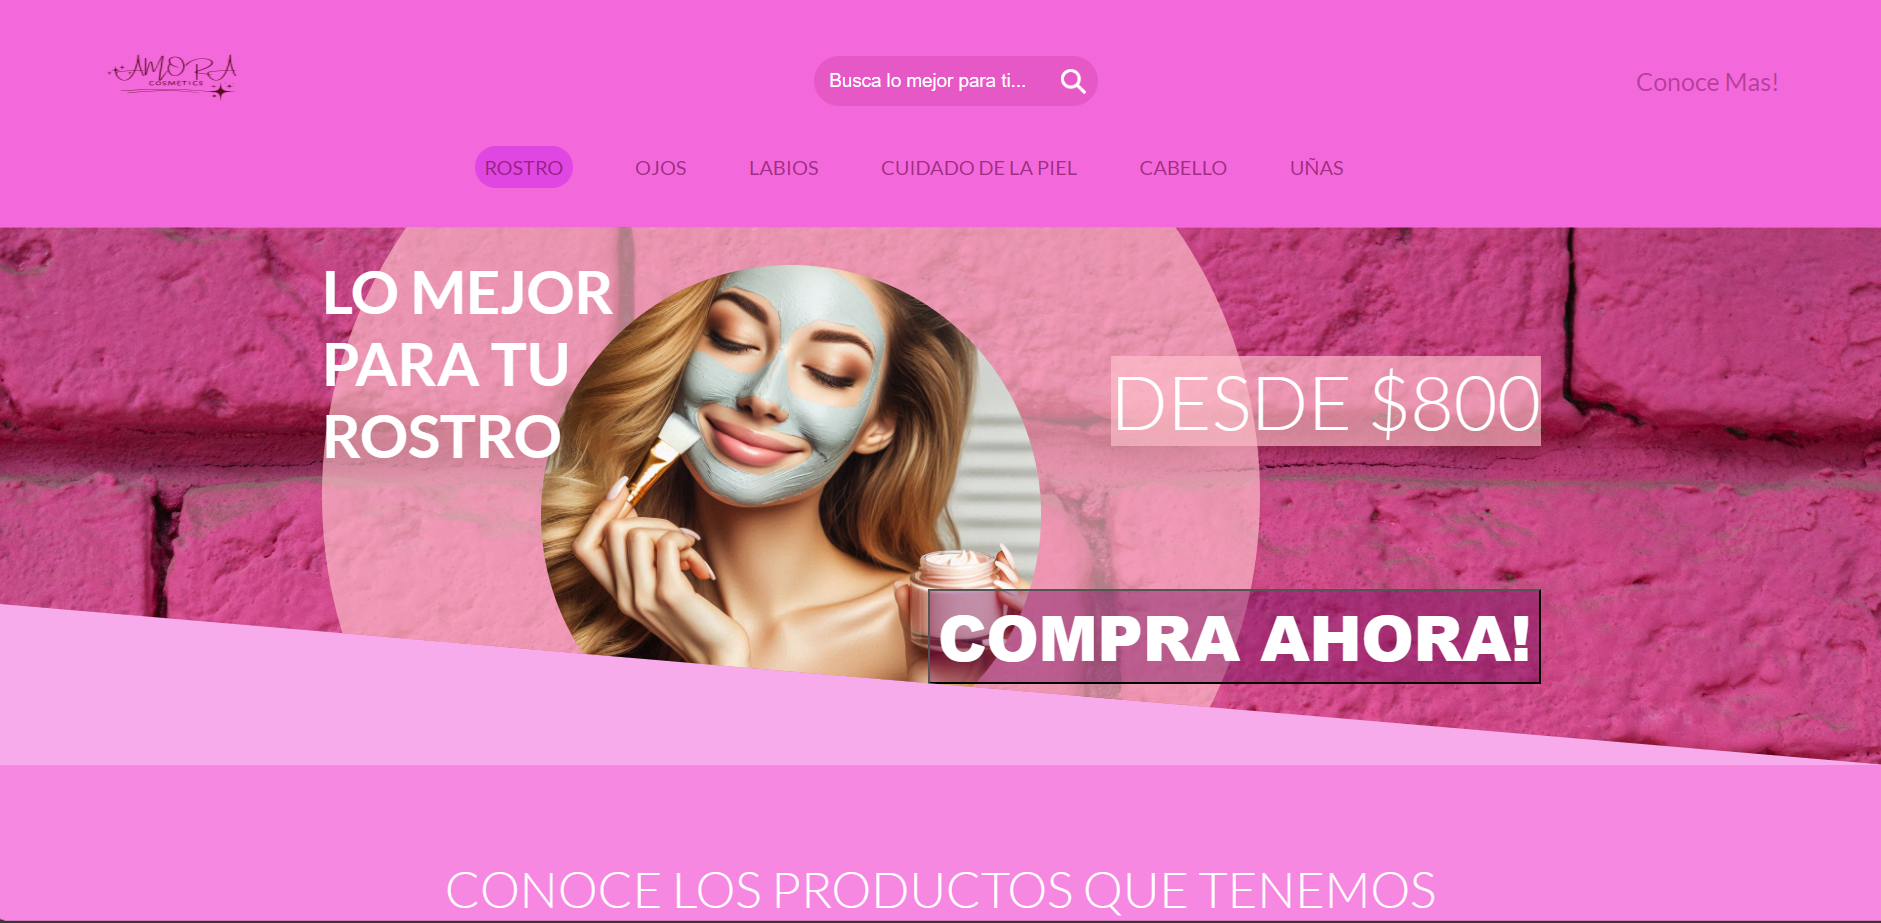 AMORA
COSMETICS
Busca lo mejor para ti...
Conoce Mas!
ROSTRO
OJOS
LABIOS
CUIDADO DE LA PIEL
CABELLO
UÑAS
LO MEJOR
PARA TU
ROSTRO
DESDE $800
COMPRA AHORA!
CONOCE LOS PRODUCTOS QUE TENEMOS